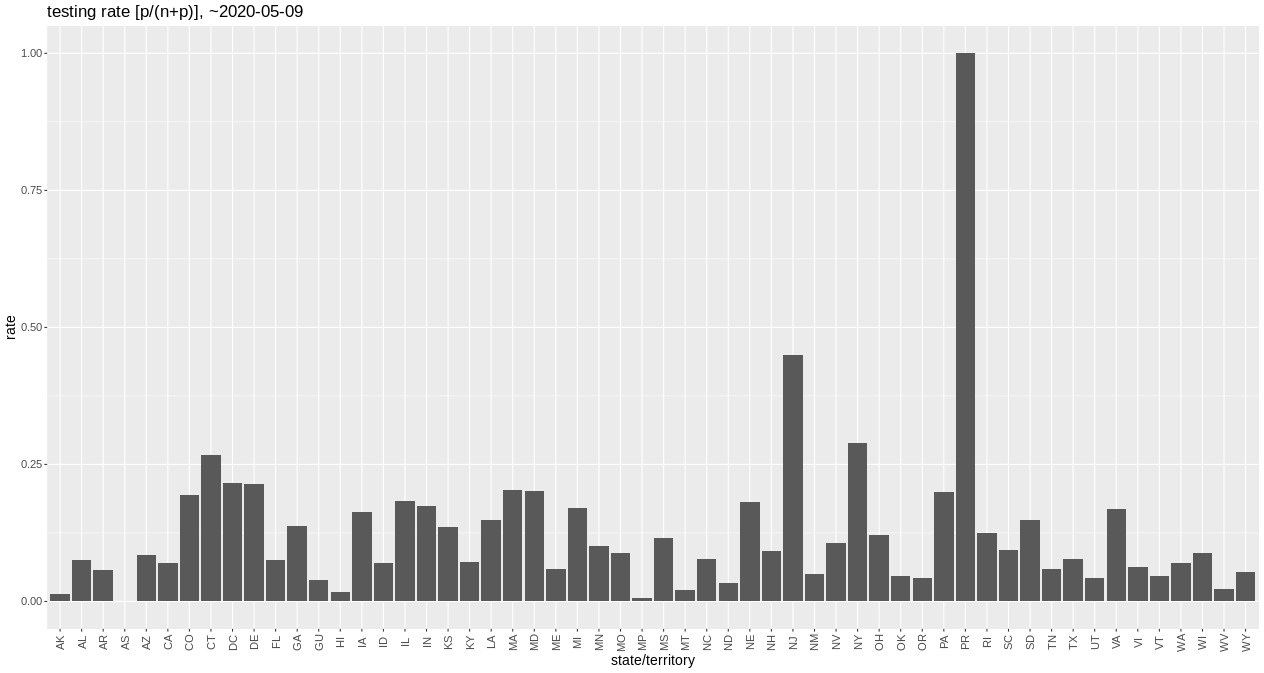 testing rate [p/(n+p)], ~2020-05-09
1.00
0.75
0.50
0.25
0.00
rate
AK AL AR AS AZ CA CO CT DC DE FL GA GU HI IA ID IL IN KS KY LA MA MD ME MI MN MO MP MS MT NC ND NE NH NJ NM NV NY OH OK OR PA PR RI SC SD TN TX UT VA VI VT WA WI WV WY
state/territory